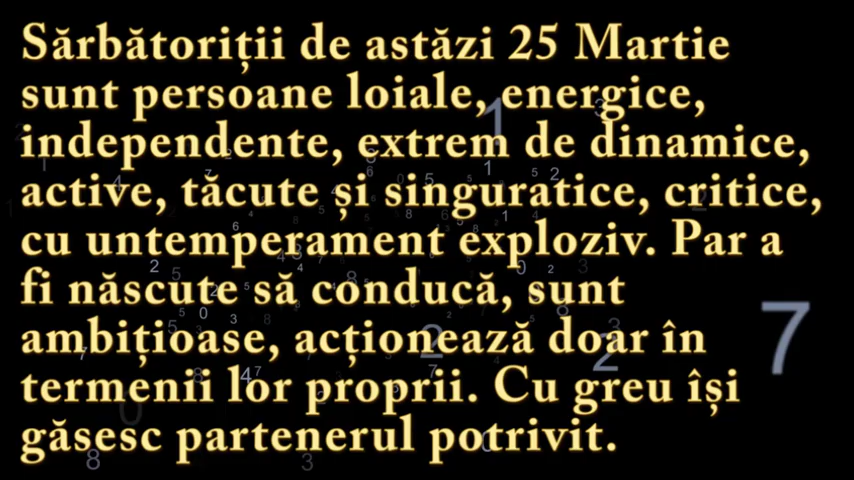 Sărbătoriții de astăzi 25 Martie
sunt persoane loiale, energice,
independente, extrem de dinamice,
active, tăcute și singuratice, critice,
cu untemperament exploziv. Par a
fi născute să conducă, sunt
ambițioase, acționează doar în
termenii lor proprii. Cu greu își
găsesc partenerul potrivit.